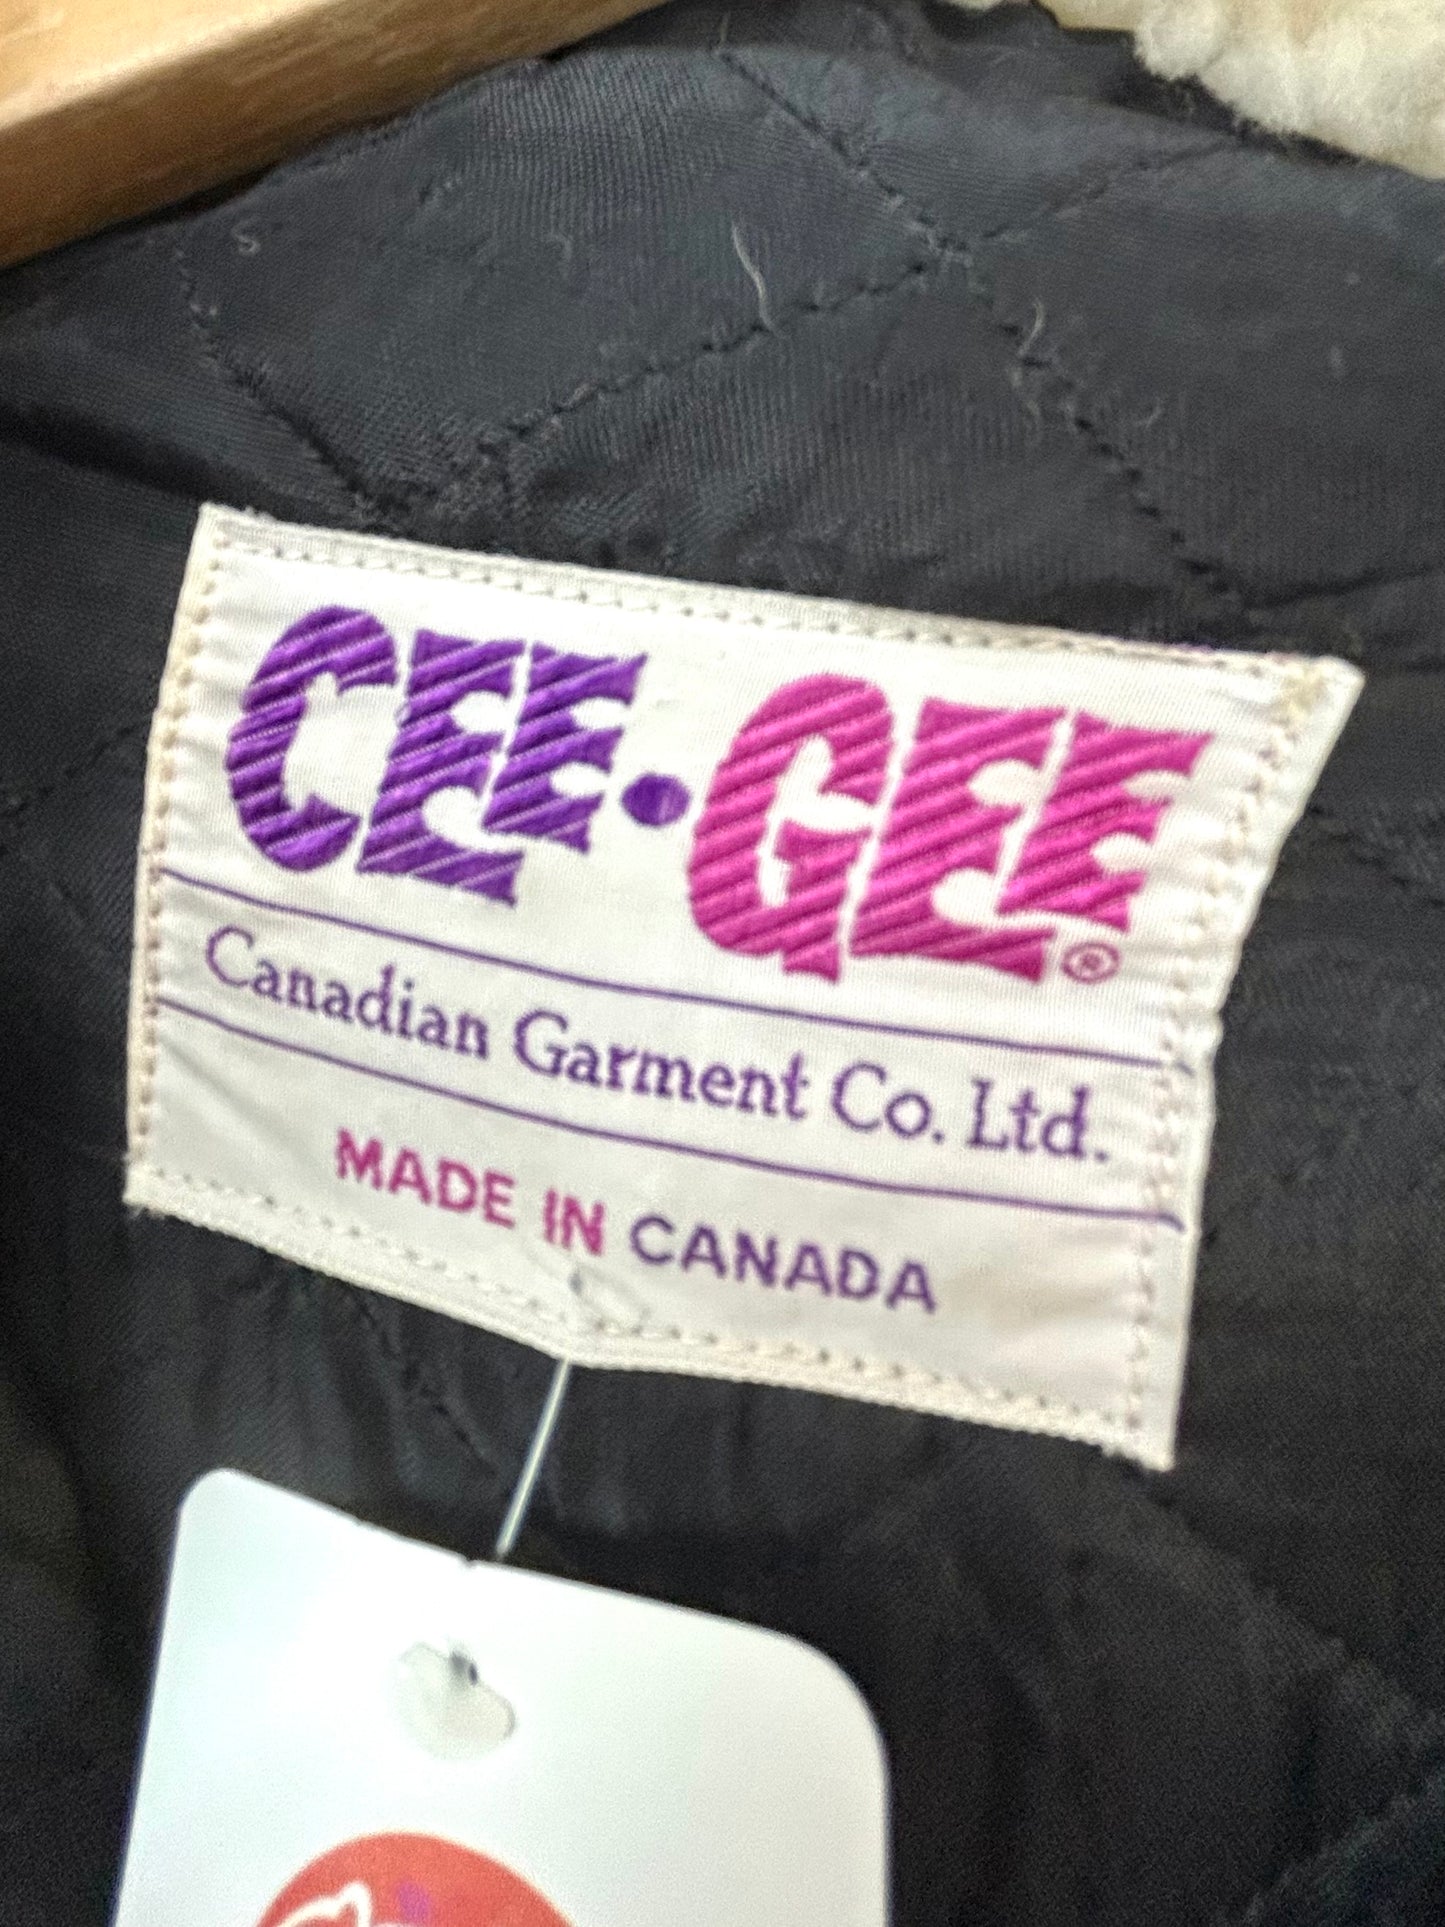 CEE•GEE®
Canadian Garment Co. Ltd.
MADE IN CANADA